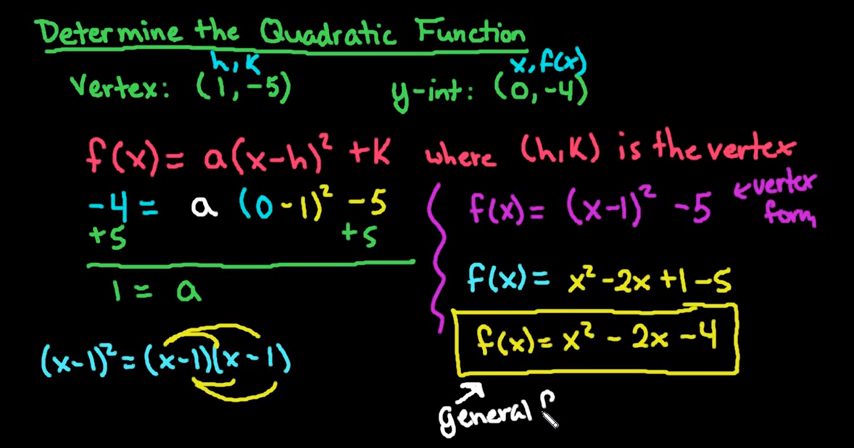 Determine the Quadratic Function
h, K
x, f(x)
Vertex: (1, -5)
y-int: (0, -4)
f(x) = a(x-h)² + K where (h, K) is the vertex
-4 = a (0 - 1)² - 5
+5 +5
1 = a
(x-1)² = (x-1)(x-1)
f(x) = (x-1)² - 5 ← vertex form
f(x) = x² - 2x + 1 - 5
f(x) = x² - 2x - 4
general